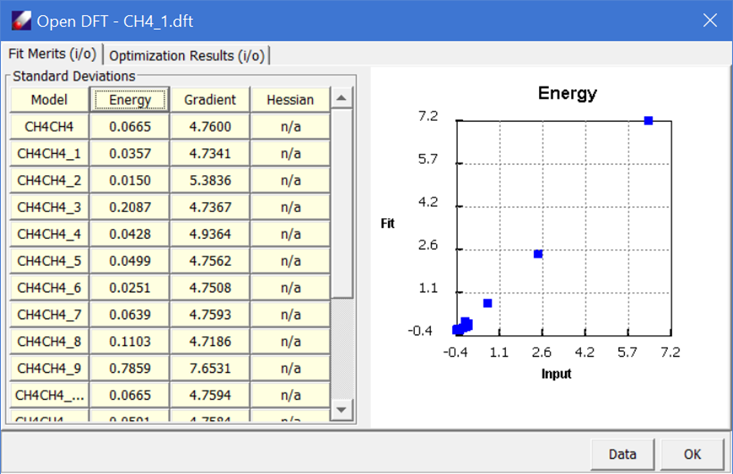 Open DFT - CH4_1.dft
Fit Merits (i/o) Optimization Results (i/o)
Standard Deviations
Model Energy Gradient Hessian
CH4CH4 0.0665 4.7600 n/a
CH4CH4_1 0.0357 4.7341 n/a
CH4CH4_2 0.0150 5.3836 n/a
CH4CH4_3 0.2087 4.7367 n/a
CH4CH4_4 0.0428 4.9364 n/a
CH4CH4_5 0.0499 4.7562 n/a
CH4CH4_6 0.0251 4.7508 n/a
CH4CH4_7 0.0639 4.7593 n/a
CH4CH4_8 0.1103 4.7186 n/a
CH4CH4_9 0.7859 7.6531 n/a
CH4CH4_... 0.0665 4.7594 n/a
Energy
7.2
5.7
4.2
Fit
2.6
1.1
-0.4
-0.4 1.1 2.6 4.2 5.7 7.2
Input
Data OK